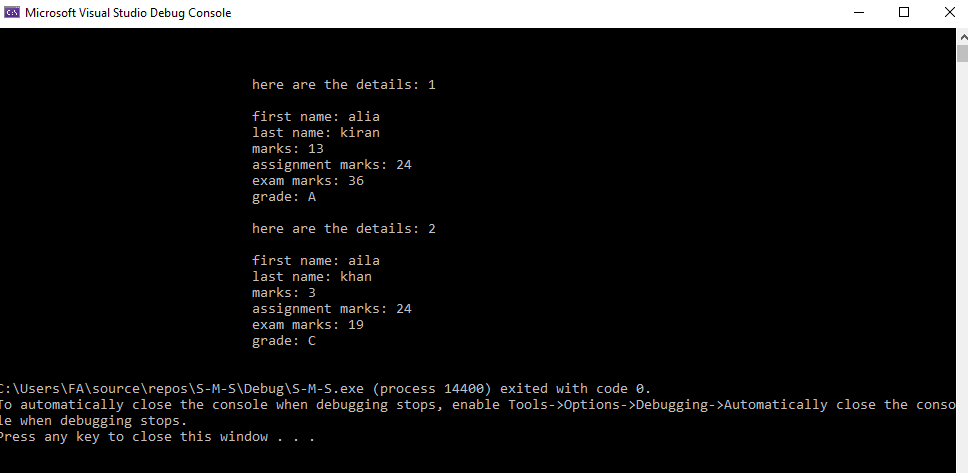 Microsoft Visual Studio Debug Console
here are the details: 1
first name: alia
last name: kiran
marks: 13
assignment marks: 24
exam marks: 36
grade: A
here are the details: 2
first name: aila
last name: khan
marks: 3
assignment marks: 24
exam marks: 19
grade: C
C:\Users\FA\source\repos\S-M-S\Debug\S-M-S.exe (process 14400) exited with code 0.
To automatically close the console when debugging stops, enable Tools->Options->Debugging->Automatically close the conso
le when debugging stops.
Press any key to close this window . . .